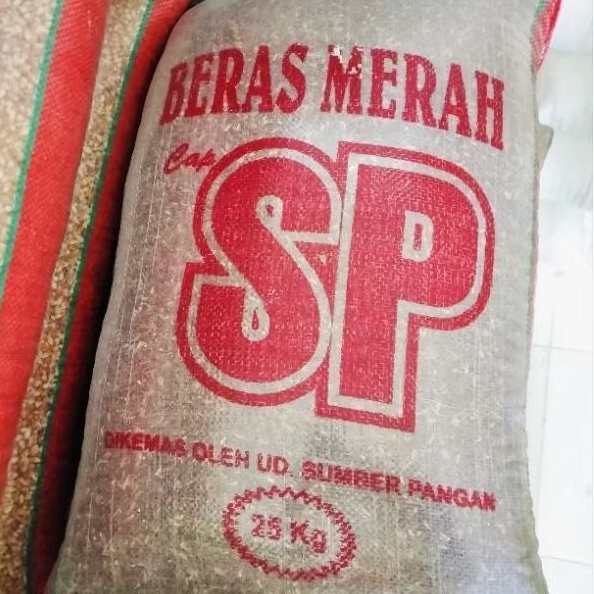 BERAS MERAH
Cap
SP
DIKEMAS OLEH UD. SUMBER PANGAN
25 Kg